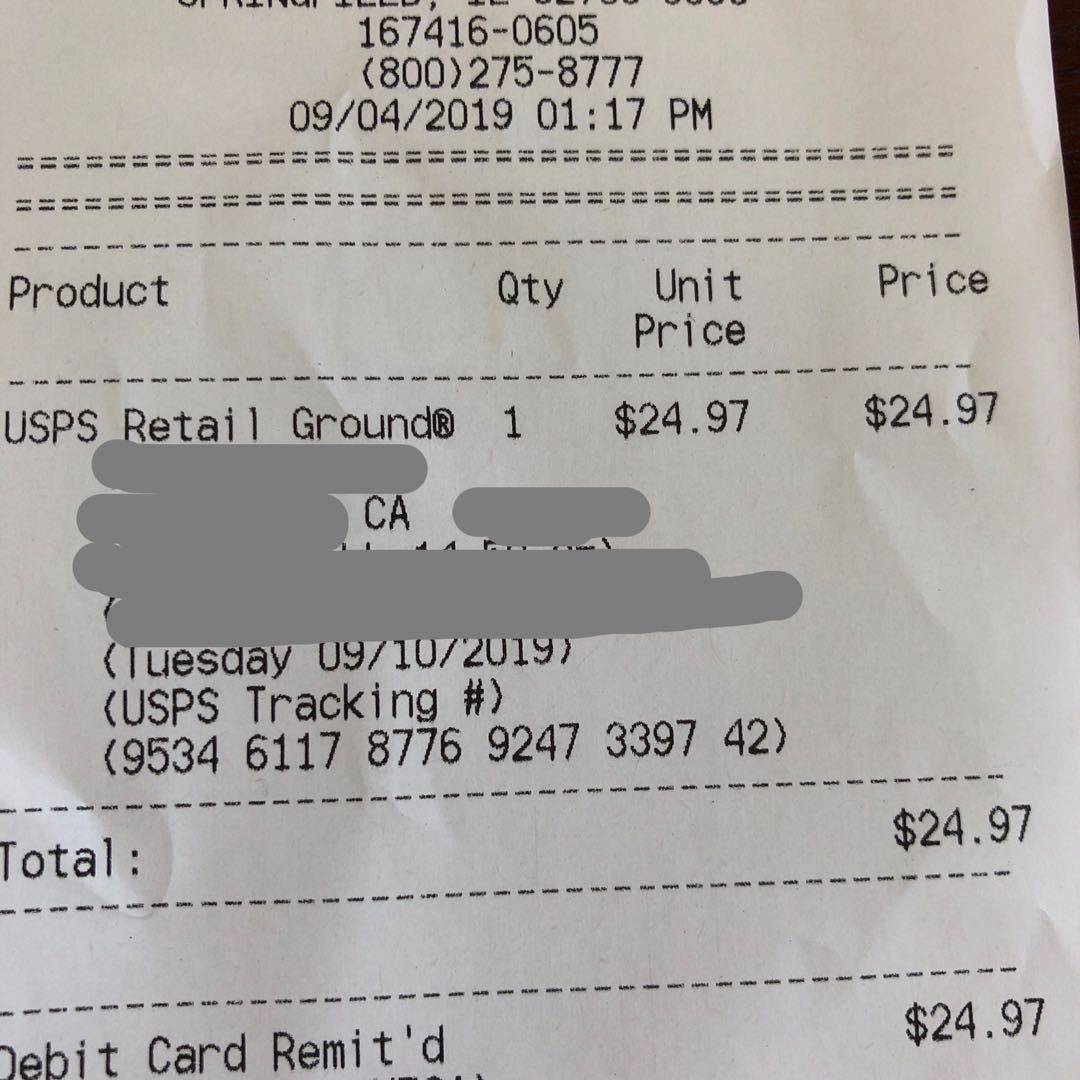 SPRINGFIELD, IL
167416-0605
(800)275-8777
09/04/2019 01:17 PM
Product Qty Unit Price
Price
USPS Retail Ground® 1 $24.97 $24.97
CA
(Tuesday 09/10/2019)
(USPS Tracking #)
(9534 6117 8776 9247 3397 42)
Total: $24.97
Debit Card Remit'd $24.97